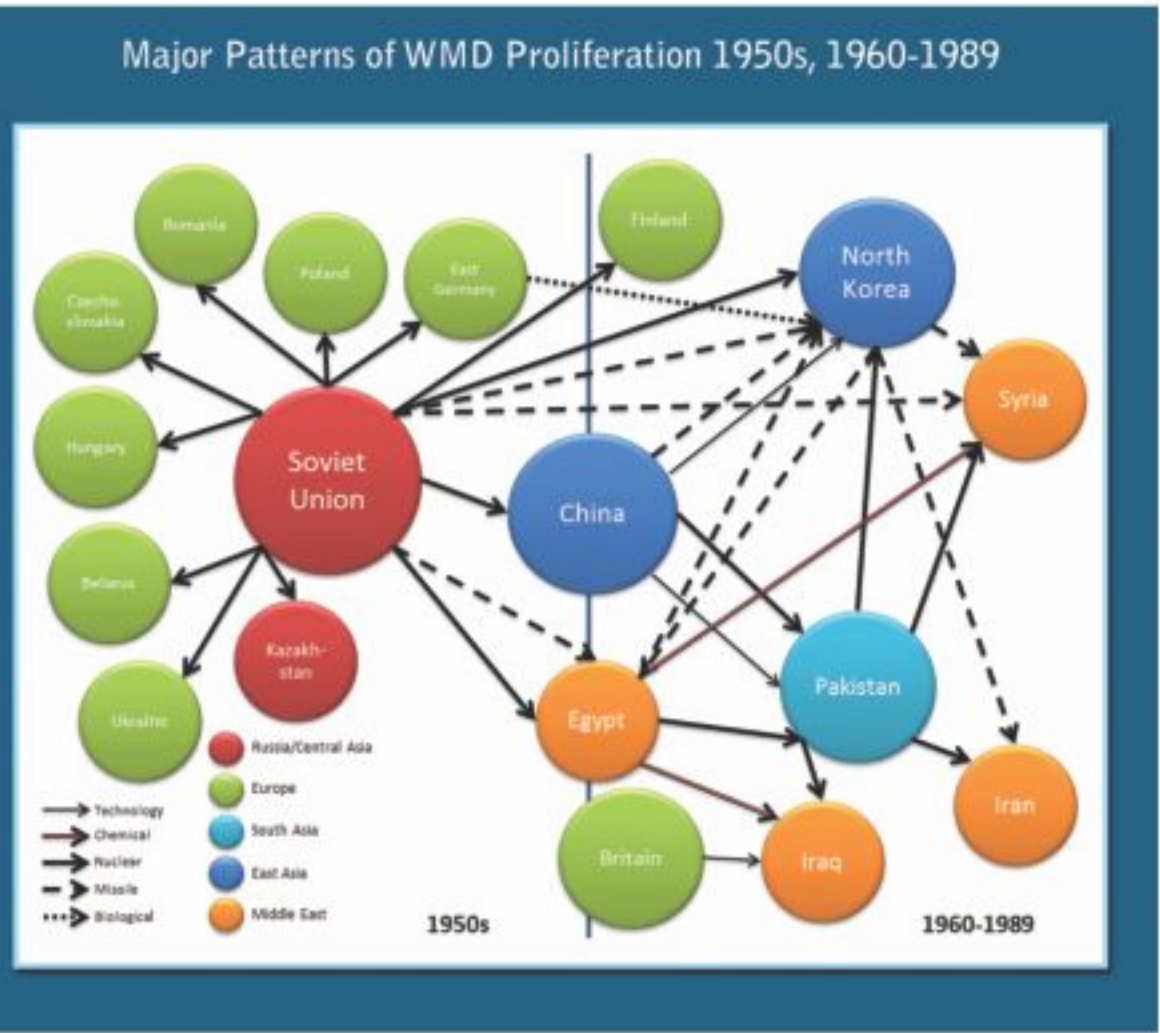 Major Patterns of WMD Proliferation 1950s, 1960-1989
Romania
Poland
East
Germany
Finland
North
Korea
Czecho
slovakia
Syria
Hungary
Soviet
Union
China
Belarus
Kazakh-
stan
Pakistan
Ukraine
Egypt
Russia/Central Asia
Europe
South Asia
East Asia
Middle East
Technology
Chemical
Nuclear
Missile
Biological
Britain
Iraq
Iran
1950s
1960-1989